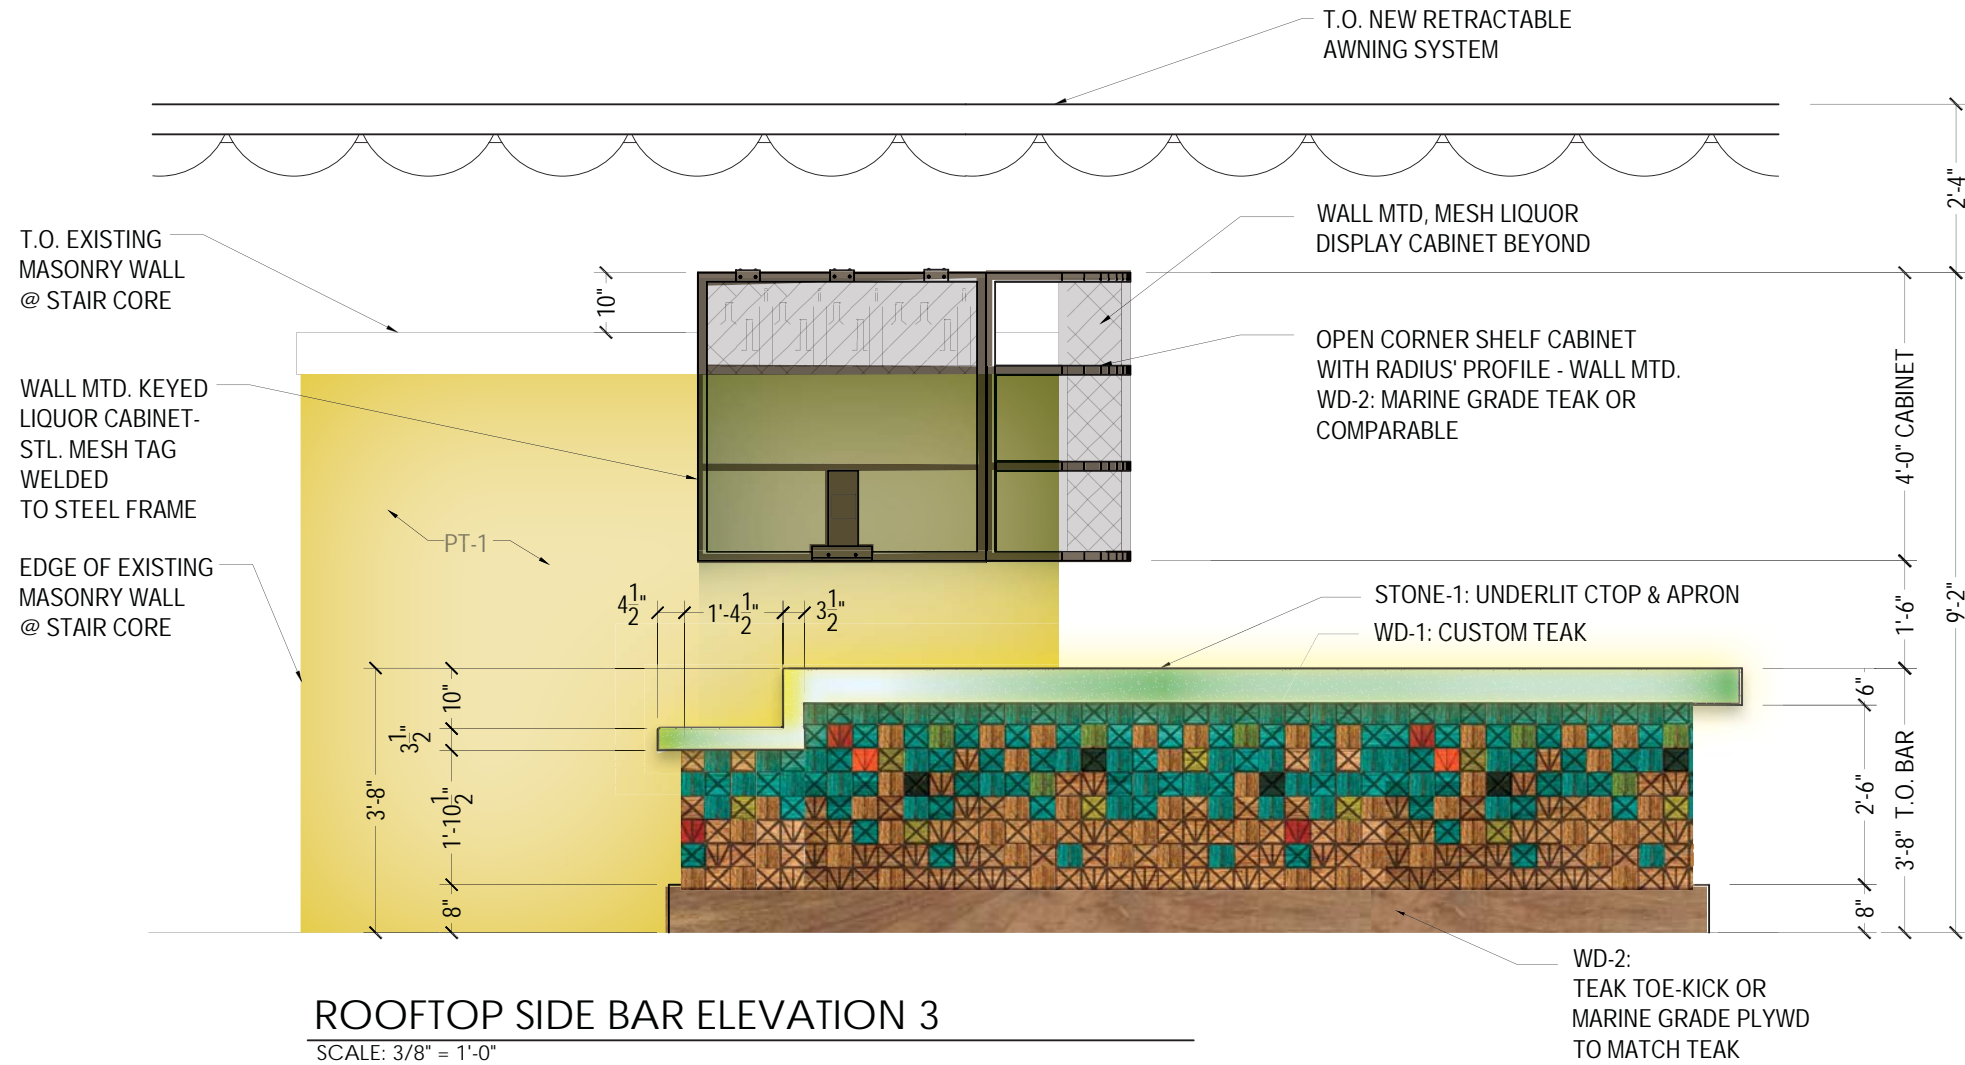 T.O. NEW RETRACTABLE
AWNING SYSTEM
2'-4"
WALL MTD, MESH LIQUOR
DISPLAY CABINET BEYOND
T.O. EXISTING
MASONRY WALL
@ STAIR CORE
10"
OPEN CORNER SHELF CABINET
WITH RADIUS' PROFILE - WALL MTD.
WD-2: MARINE GRADE TEAK OR
COMPARABLE
WALL MTD. KEYED
LIQUOR CABINET-
STL. MESH TAG
WELDED
TO STEEL FRAME
4'-0" CABINET
PT-1
EDGE OF EXISTING
MASONRY WALL
@ STAIR CORE
4 1/2"
1'-4 1/2"
3 1/2"
STONE-1: UNDERLIT CTOP & APRON
WD-1: CUSTOM TEAK
1'-6"
9'-2"
10"
3 1/2
3'-8"
1'-10 1/2"
8"
6"
2'-6"
3'-8" T.O. BAR
8"
WD-2:
TEAK TOE-KICK OR
MARINE GRADE PLYWD
TO MATCH TEAK
ROOFTOP SIDE BAR ELEVATION 3
SCALE: 3/8" = 1'-0"